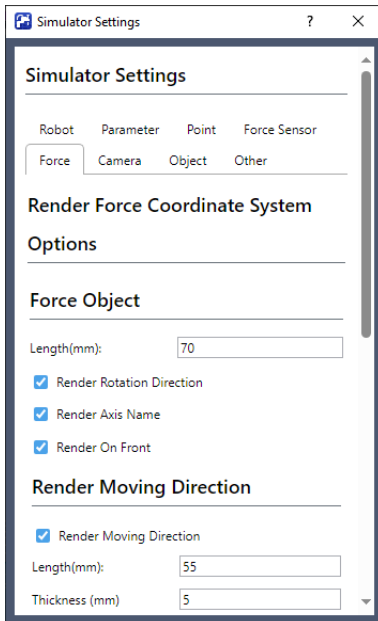 Simulator Settings ? ×
Simulator Settings
Robot Parameter Point Force Sensor
Force Camera Object Other
Render Force Coordinate System
Options
Force Object
Length(mm): 70
Render Rotation Direction
Render Axis Name
Render On Front
Render Moving Direction
Render Moving Direction
Length(mm): 55
Thickness (mm) 5